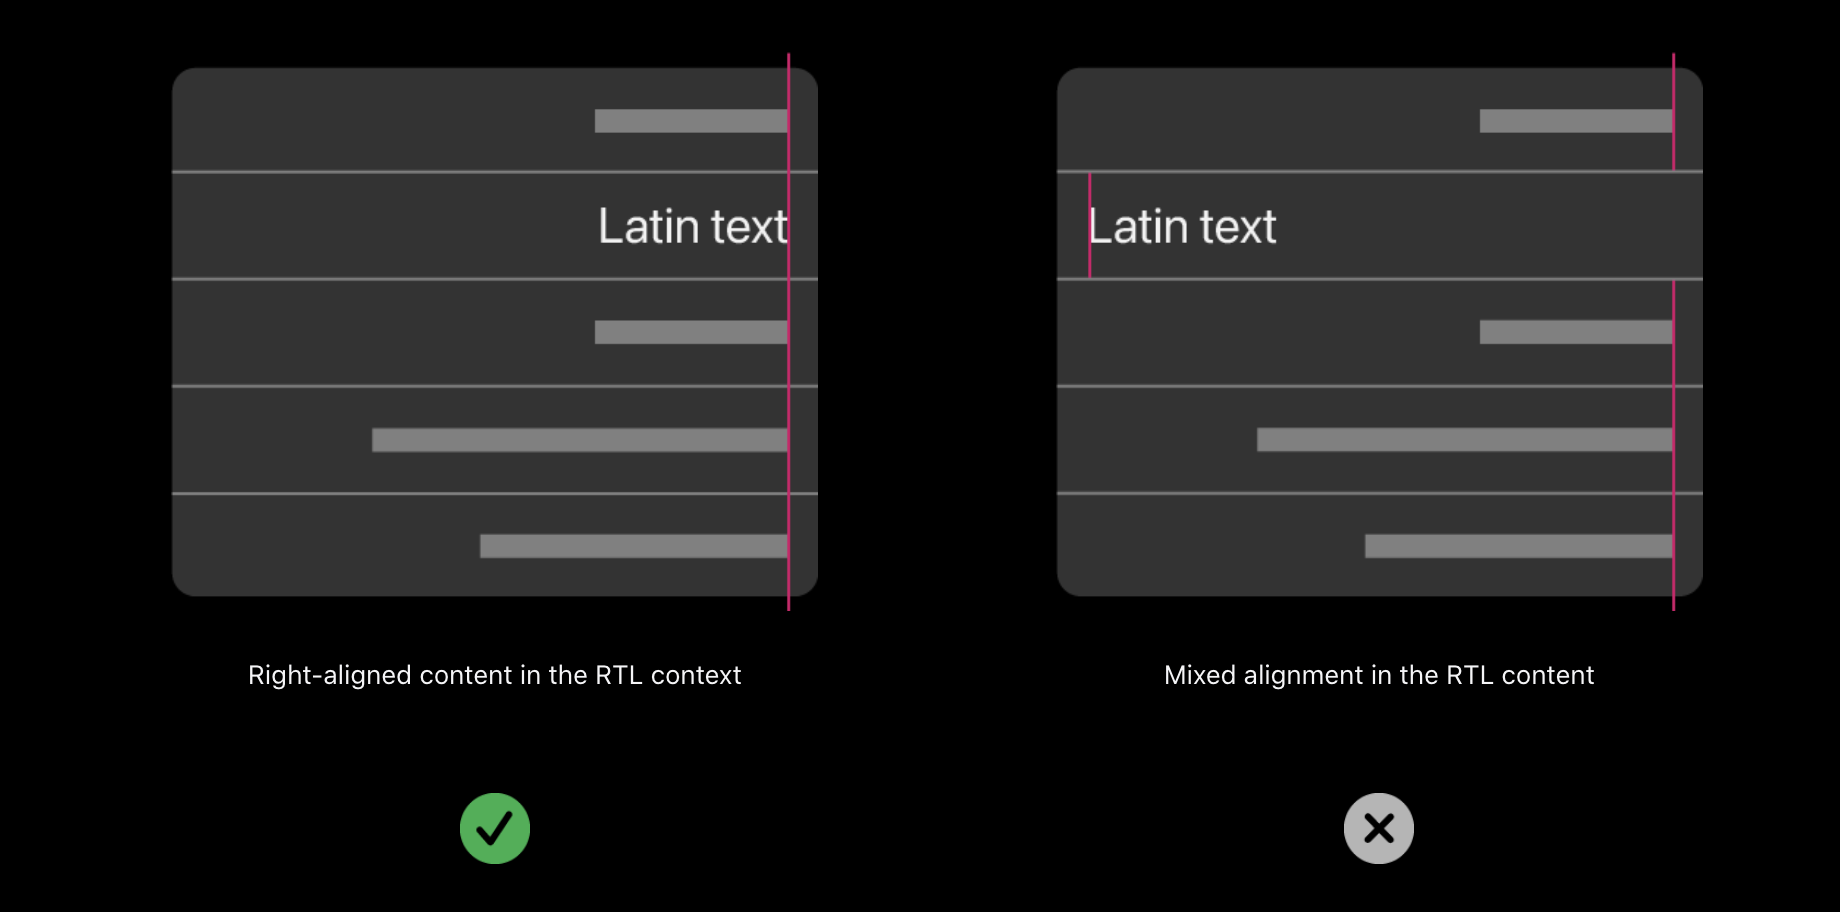 Latin text
Latin text
Right-aligned content in the RTL context
Mixed alignment in the RTL content